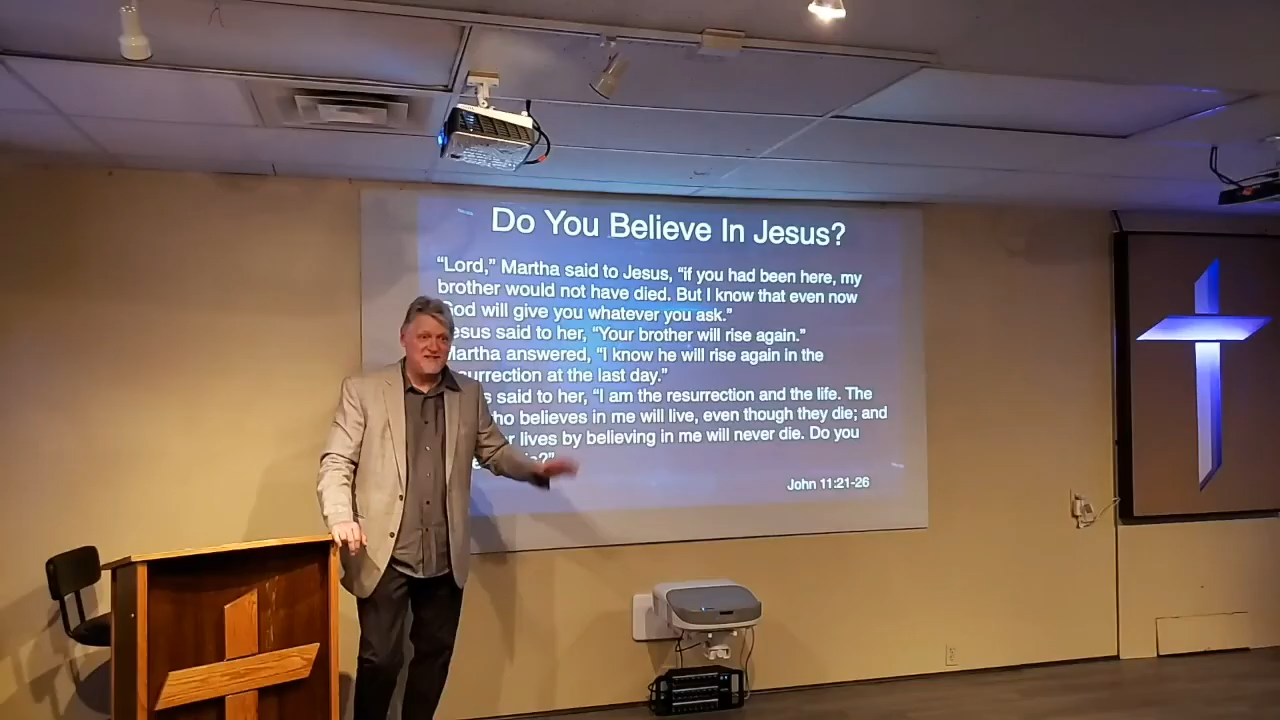 Do You Believe In Jesus?
“Lord,” Martha said to Jesus, “if you had been here, my
brother would not have died. But I know that even now
God will give you whatever you ask.”
Jesus said to her, “Your brother will rise again.”
Martha answered, “I know he will rise again in the
resurrection at the last day.”
said to her, “I am the resurrection and the life. The
who believes in me will live, even though they die; and
lives by believing in me will never die. Do you
John 11:21-26